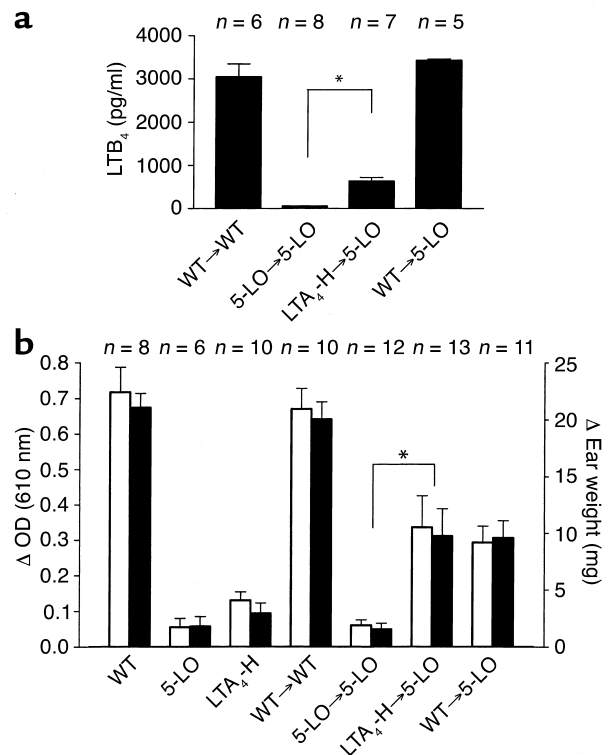 a
n = 6 n = 8 n = 7 n = 5
LTB4 (pg/ml)
4000
3000
2000
1000
0
*
WT→WT
5-LO→5-LO
LTA4-H→5-LO
WT→5-LO
b
n = 8 n = 6 n = 10 n = 10 n = 12 n = 13 n = 11
Δ OD (610 nm)
0.8
0.7
0.6
0.5
0.4
0.3
0.2
0.1
0.0
*
25
20
15
10
5
0
Δ Ear weight (mg)
WT
5-LO
LTA4-H
WT→WT
5-LO→5-LO
LTA4-H→5-LO
WT→5-LO